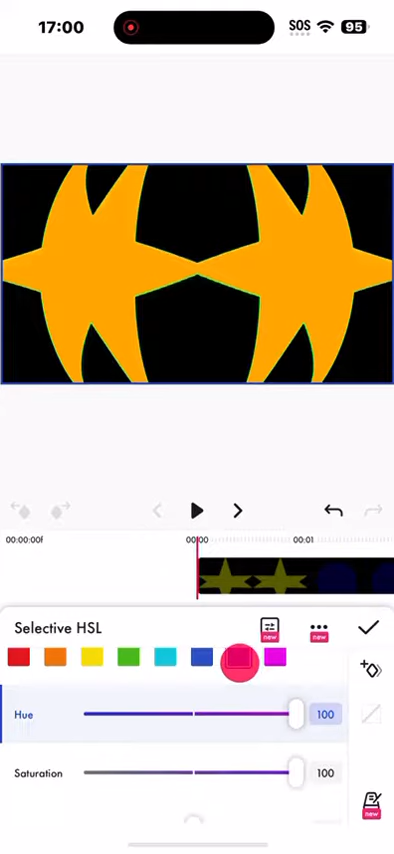 17:00 SOS 95
00:00:00f 00:00 00:01
Selective HSL new new
Hue 100
Saturation 100
new